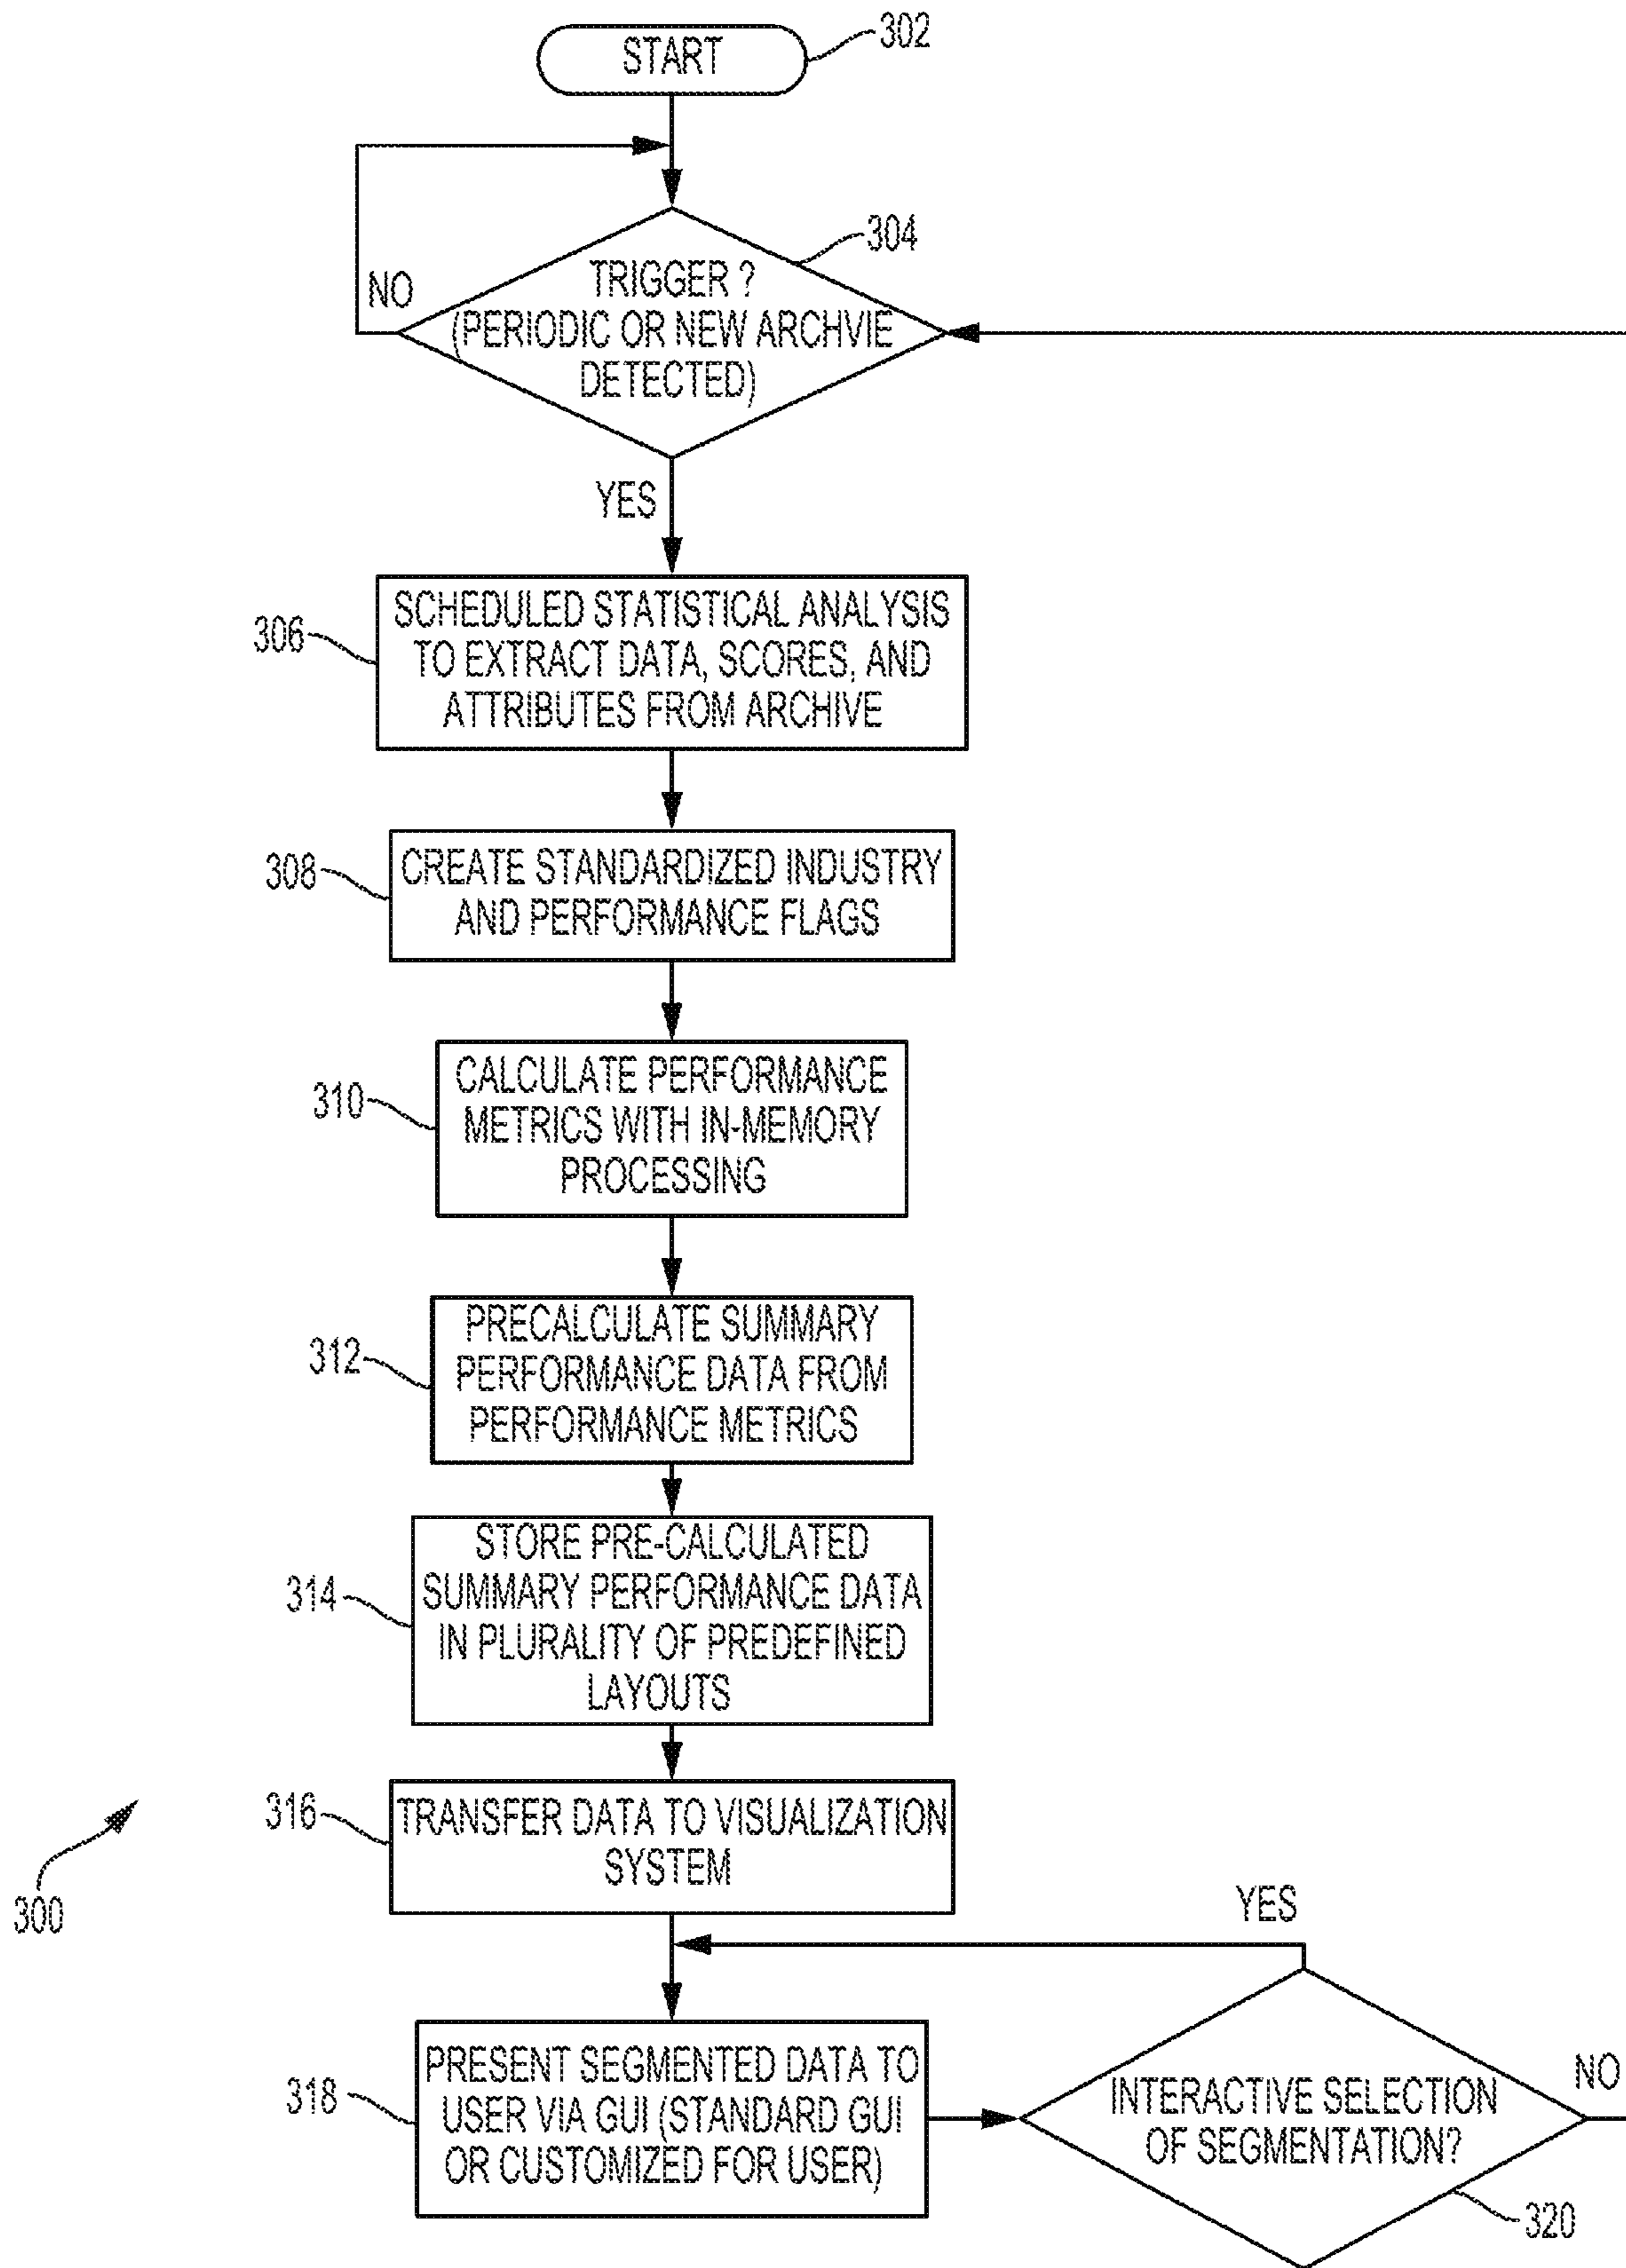 START
302
304
TRIGGER ?
(PERIODIC OR NEW ARCHVIE
DETECTED)
NO
YES
306
SCHEDULED STATISTICAL ANALYSIS
TO EXTRACT DATA, SCORES, AND
ATTRIBUTES FROM ARCHIVE
308
CREATE STANDARDIZED INDUSTRY
AND PERFORMANCE FLAGS
310
CALCULATE PERFORMANCE
METRICS WITH IN-MEMORY
PROCESSING
312
PRECALCULATE SUMMARY
PERFORMANCE DATA FROM
PERFORMANCE METRICS
314
STORE PRE-CALCULATED
SUMMARY PERFORMANCE DATA
IN PLURALITY OF PREDEFINED
LAYOUTS
316
TRANSFER DATA TO VISUALIZATION
SYSTEM
300
YES
318
PRESENT SEGMENTED DATA TO
USER VIA GUI (STANDARD GUI
OR CUSTOMIZED FOR USER)
INTERACTIVE SELECTION
OF SEGMENTATION?
NO
320